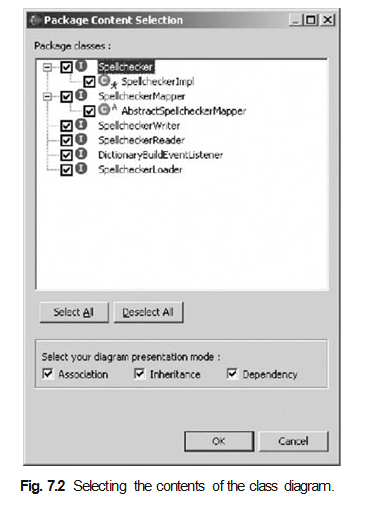 Package Content Selection
Package classes :
I Spellchecker
C SpellcheckerImpl
I SpellcheckerMapper
C A AbstractSpellcheckerMapper
I SpellcheckerWriter
I SpellcheckerReader
I DictionaryBuildEventListener
I SpellcheckerLoader
Select All Deselect All
Select your diagram presentation mode :
Association Inheritance Dependency
OK Cancel
Fig. 7.2 Selecting the contents of the class diagram.